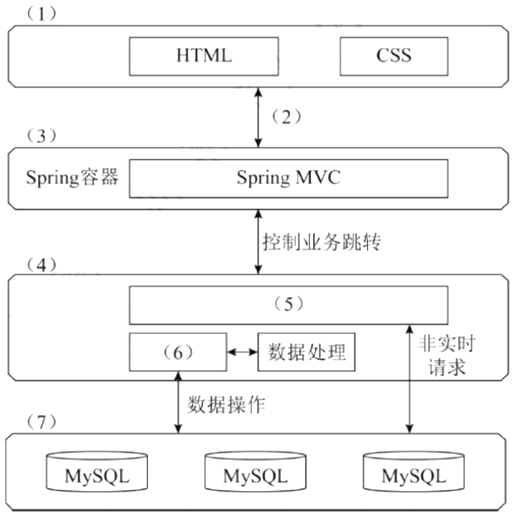 （1）
HTML
CSS
（2）
（3）
Spring容器
Spring MVC
控制业务跳转
（4）
（5）
（6）
数据处理
非实时
请求
数据操作
（7）
MySQL
MySQL
MySQL